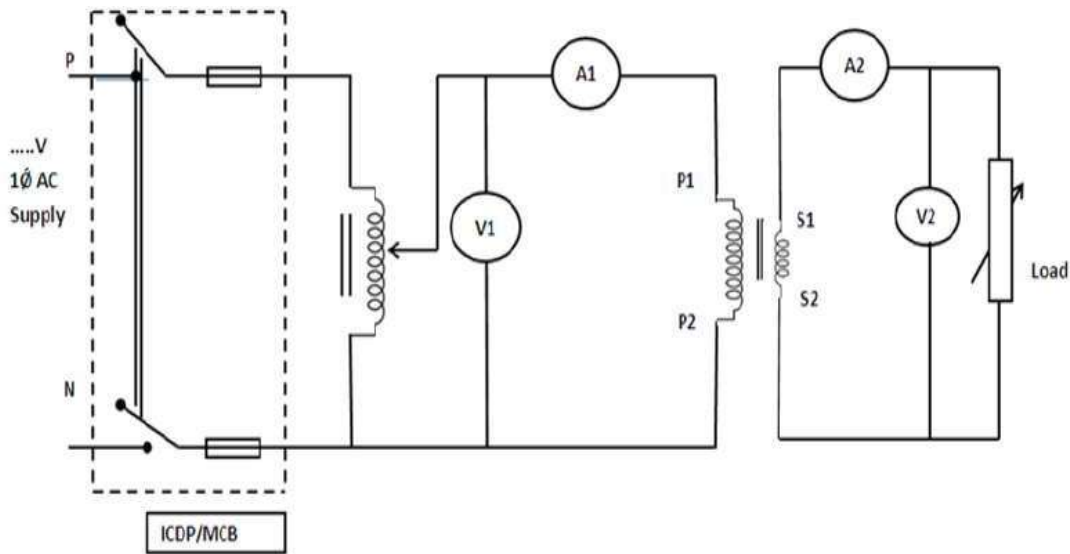 P
.....V
1Ø AC
Supply
N
ICDP/MCB
V1
A1
P1
P2
S1
S2
A2
V2
Load